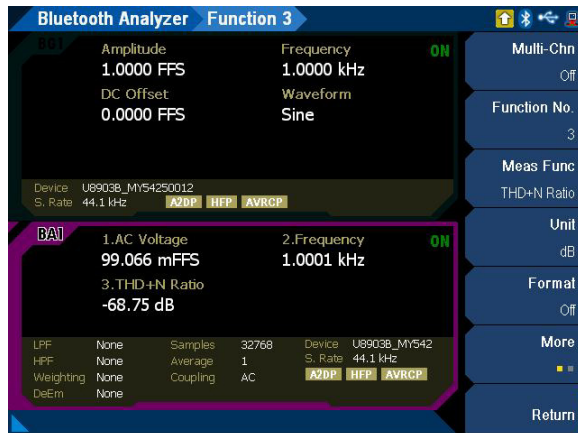 Bluetooth Analyzer Function 3
BG1
ON
Amplitude Frequency
1.0000 FFS 1.0000 kHz
DC Offset Waveform
0.0000 FFS Sine
Device U8903B_MY54250012
S. Rate 44.1 kHz A2DP HFP AVRCP
BA1
ON
1.AC Voltage 2.Frequency
99.066 mFFS 1.0001 kHz
3.THD+N Ratio
-68.75 dB
LPF None Samples 32768 Device U8903B_MY542
HPF None Average 1 S. Rate 44.1 kHz
Weighting None Coupling AC A2DP HFP AVRCP
DeEm None
Multi-Chn
Off
Function No.
3
Meas Func
THD+N Ratio
Unit
dB
Format
Off
More
Return